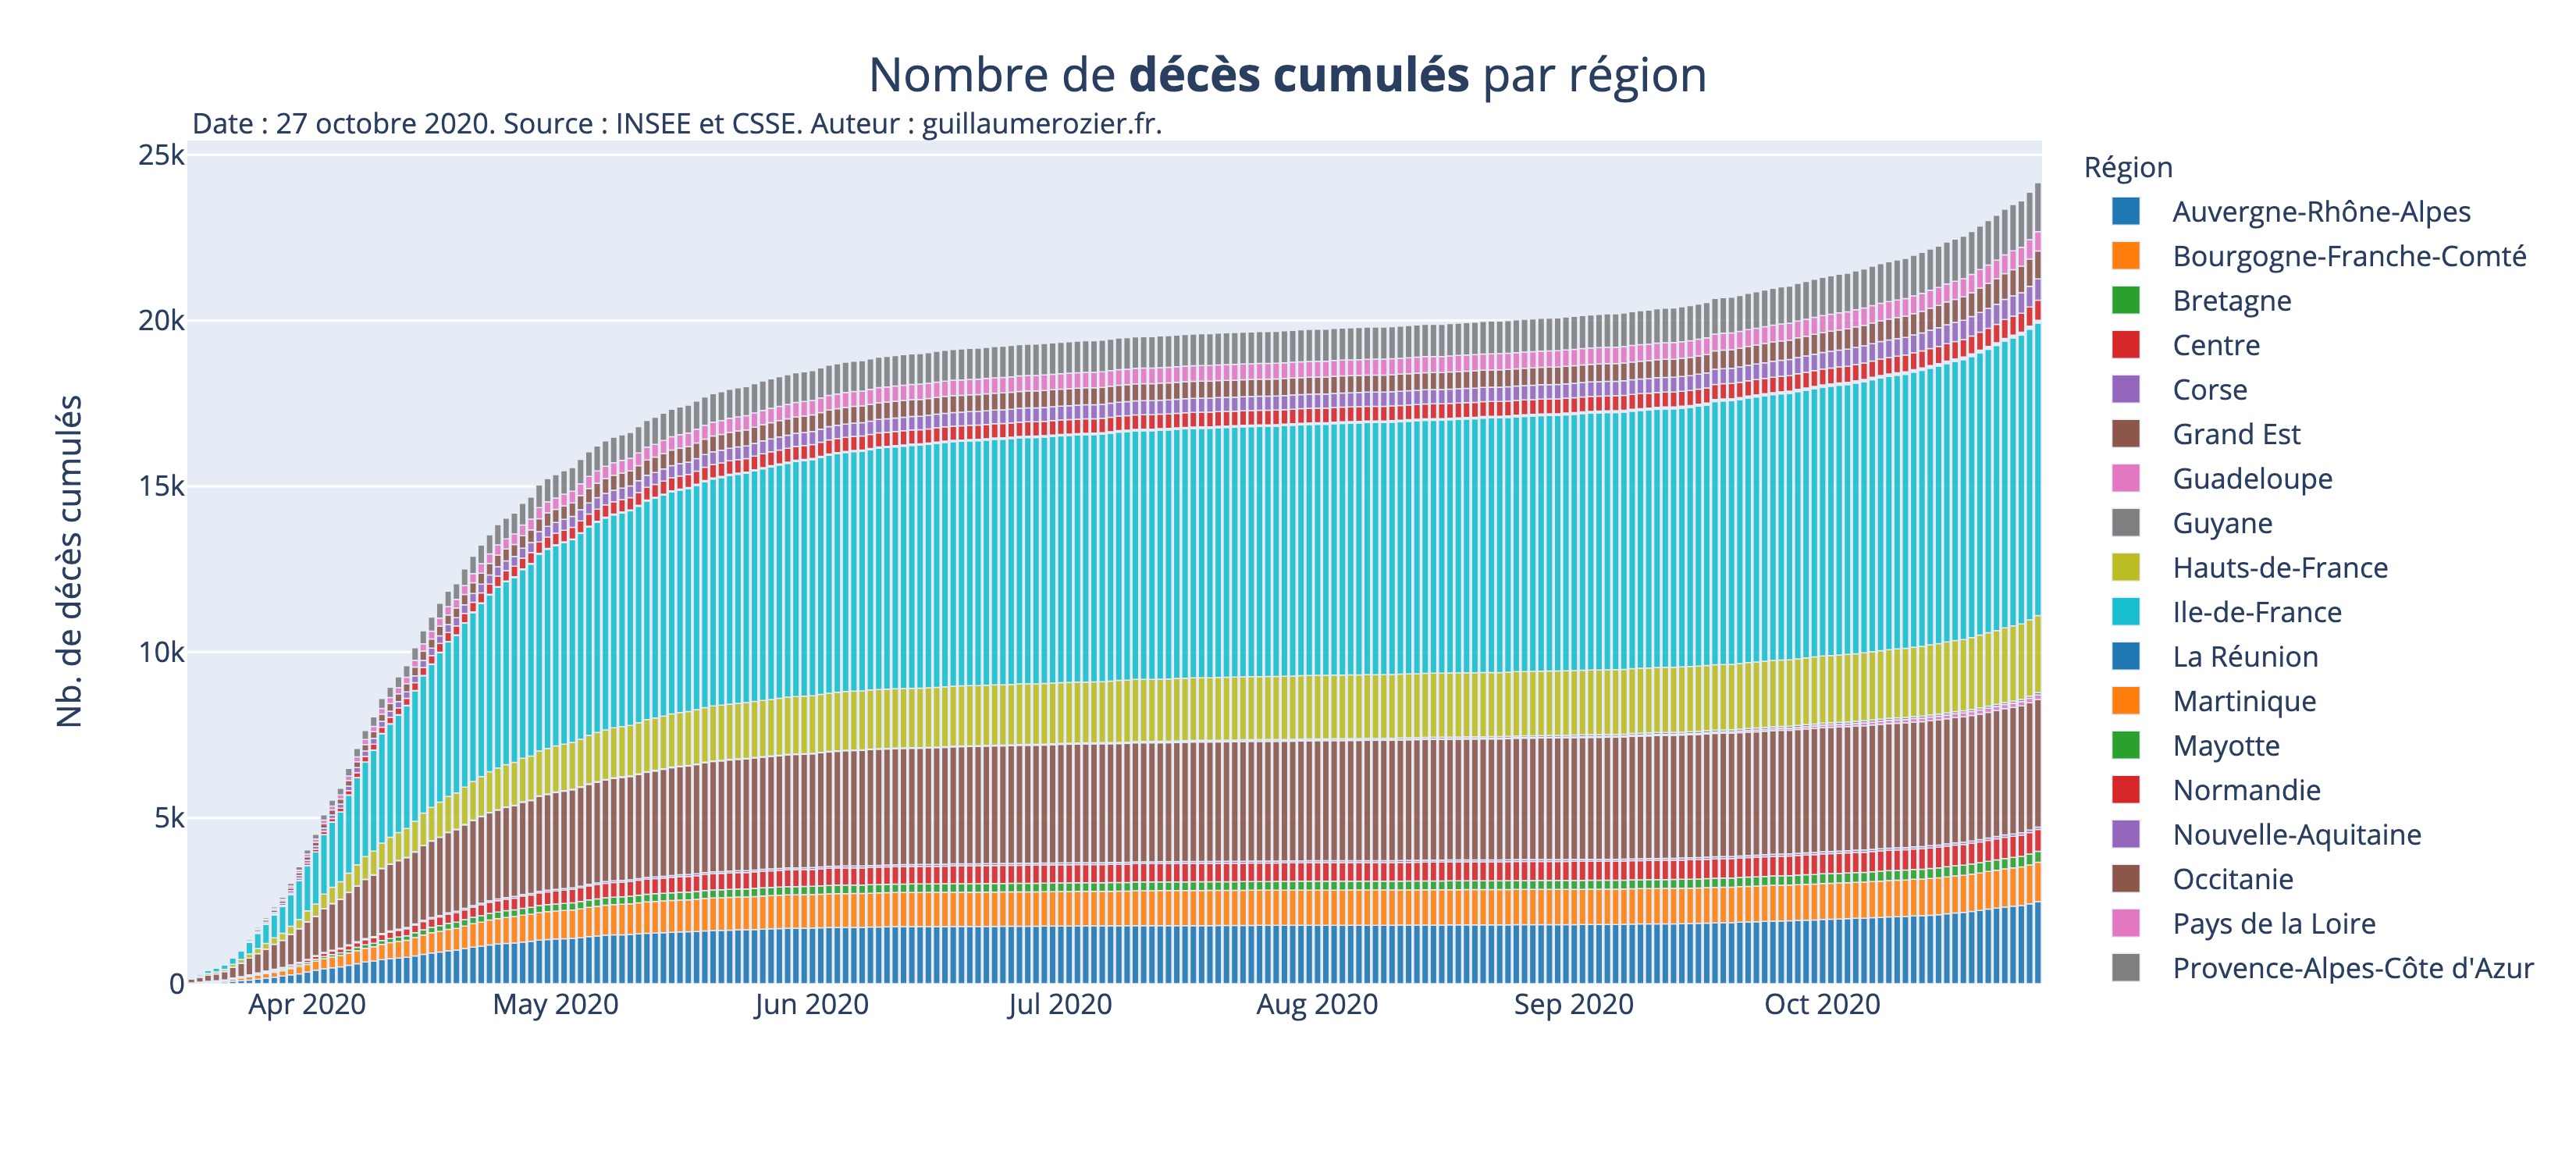 Nombre de décès cumulés par région
Date : 27 octobre 2020. Source : INSEE et CSSE. Auteur : guillaumerozier.fr.
Nb. de décès cumulés
25k
20k
15k
10k
5k
0
Apr 2020
May 2020
Jun 2020
Jul 2020
Aug 2020
Sep 2020
Oct 2020
Région
Auvergne-Rhône-Alpes
Bourgogne-Franche-Comté
Bretagne
Centre
Corse
Grand Est
Guadeloupe
Guyane
Hauts-de-France
Ile-de-France
La Réunion
Martinique
Mayotte
Normandie
Nouvelle-Aquitaine
Occitanie
Pays de la Loire
Provence-Alpes-Côte d'Azur